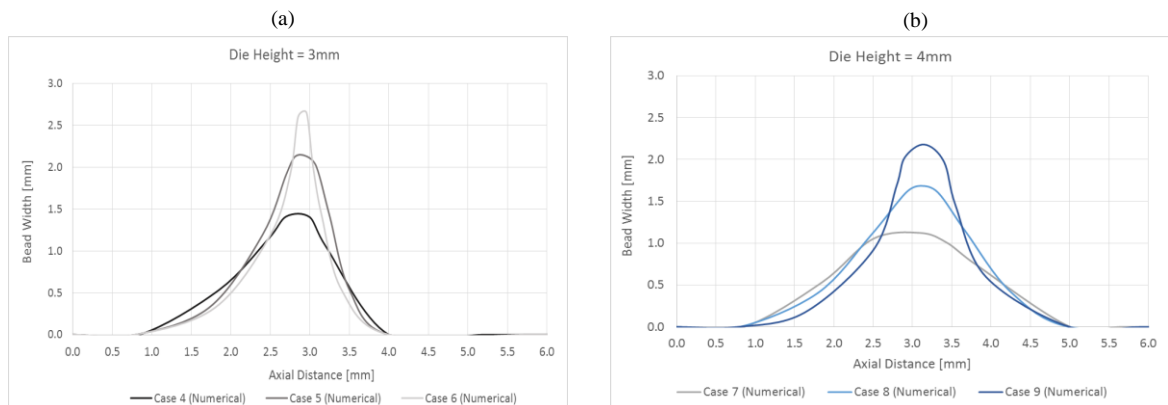 (a)
Die Height = 3mm
3.0
2.5
2.0
1.5
1.0
0.5
0.0
Bead Width [mm]
0.0 0.5 1.0 1.5 2.0 2.5 3.0 3.5 4.0 4.5 5.0 5.5 6.0
Axial Distance [mm]
Case 4 (Numerical) Case 5 (Numerical) Case 6 (Numerical)
(b)
Die Height = 4mm
3.0
2.5
2.0
1.5
1.0
0.5
0.0
Bead Width [mm]
0.0 0.5 1.0 1.5 2.0 2.5 3.0 3.5 4.0 4.5 5.0 5.5 6.0
Axial Distance [mm]
Case 7 (Numerical) Case 8 (Numerical) Case 9 (Numerical)